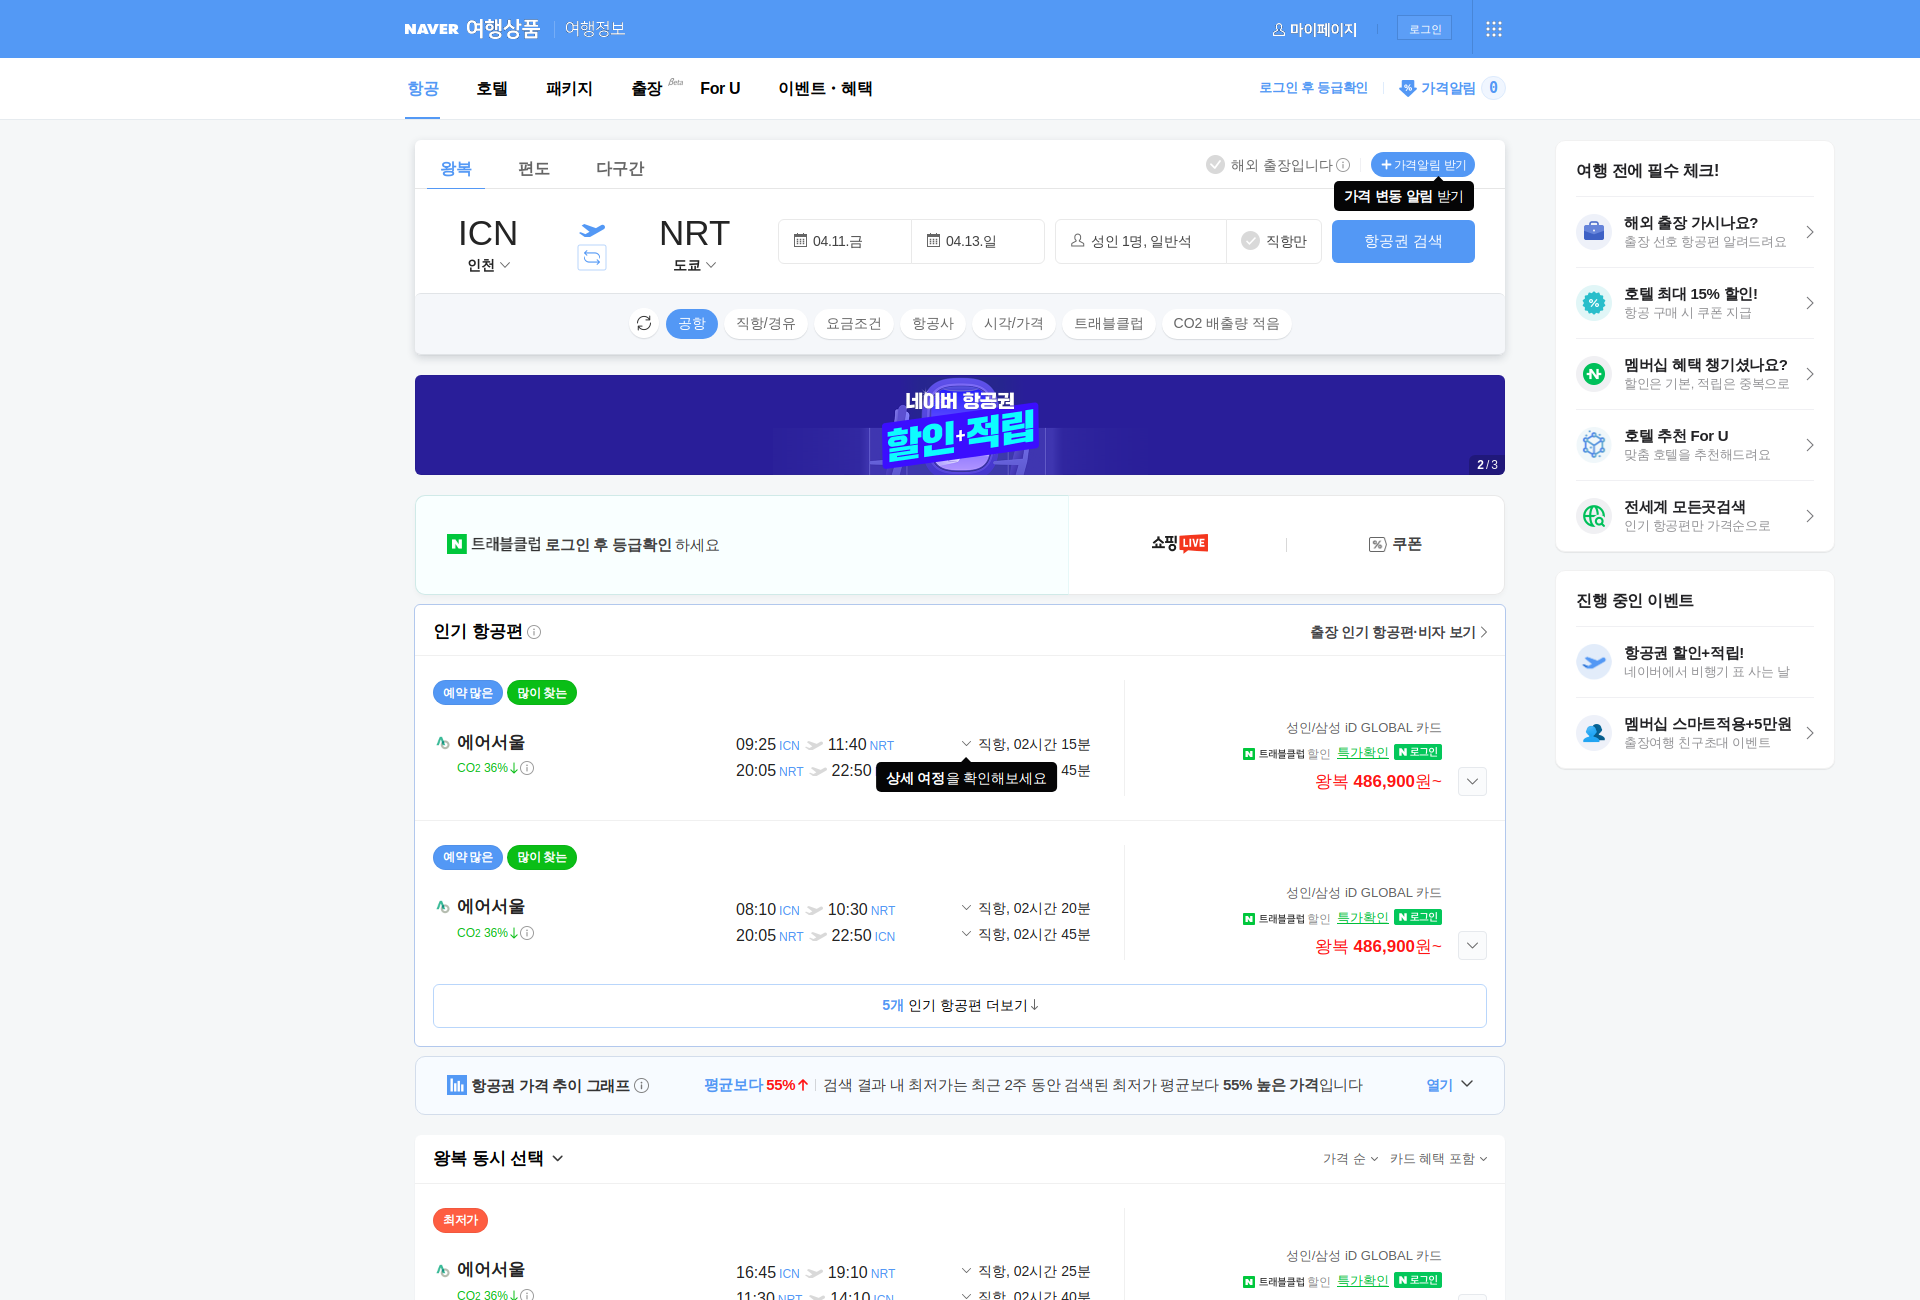 NAVER 여행상품 여행정보
마이페이지 로그인
항공 호텔 패키지 출장 Beta For U 이벤트・혜택
로그인 후 등급확인 가격알림 0
왕복 편도 다구간
해외 출장입니다 +가격알림 받기
가격 변동 알림 받기
ICN NRT
인천 도쿄
04.11.금 04.13.일 성인 1명, 일반석 직항만 항공권 검색
공항 직항/경유 요금조건 항공사 시각/가격 트래블클럽 CO2 배출량 적음
네이버 항공권
할인+적립
2/3
N 트래블클럽 로그인 후 등급확인 하세요
쇼핑LIVE 쿠폰
인기 항공편 출장 인기 항공편·비자 보기
예약 많은 많이 찾는
성인/삼성 iD GLOBAL 카드
에어서울 09:25 ICN 11:40 NRT 직항, 02시간 15분
N 트래블클럽 할인 특가확인 N 로그인
CO2 36%↓ 20:05 NRT 22:50 45분
상세 여정을 확인해보세요
왕복 486,900원~
예약 많은 많이 찾는
성인/삼성 iD GLOBAL 카드
에어서울 08:10 ICN 10:30 NRT 직항, 02시간 20분
N 트래블클럽 할인 특가확인 N 로그인
CO2 36%↓ 20:05 NRT 22:50 ICN 직항, 02시간 45분
왕복 486,900원~
5개 인기 항공편 더보기↓
항공권 가격 추이 그래프 평균보다 55%↑ 검색 결과 내 최저가는 최근 2주 동안 검색된 최저가 평균보다 55% 높은 가격입니다 열기
왕복 동시 선택 가격 순 카드 혜택 포함
최저가
성인/삼성 iD GLOBAL 카드
에어서울 16:45 ICN 19:10 NRT 직항, 02시간 25분
N 트래블클럽 할인 특가확인 N 로그인
CO2 36%↓ 11:30 NRT 14:10 ICN 직항, 02시간 40분
여행 전에 필수 체크!
해외 출장 가시나요?
출장 선호 항공편 알려드려요
호텔 최대 15% 할인!
항공 구매 시 쿠폰 지급
멤버십 혜택 챙기셨나요?
할인은 기본, 적립은 중복으로
호텔 추천 For U
맞춤 호텔을 추천해드려요
전세계 모든곳검색
인기 항공편만 가격순으로
진행 중인 이벤트
항공권 할인+적립!
네이버에서 비행기 표 사는 날
멤버십 스마트적용+5만원
출장여행 친구초대 이벤트